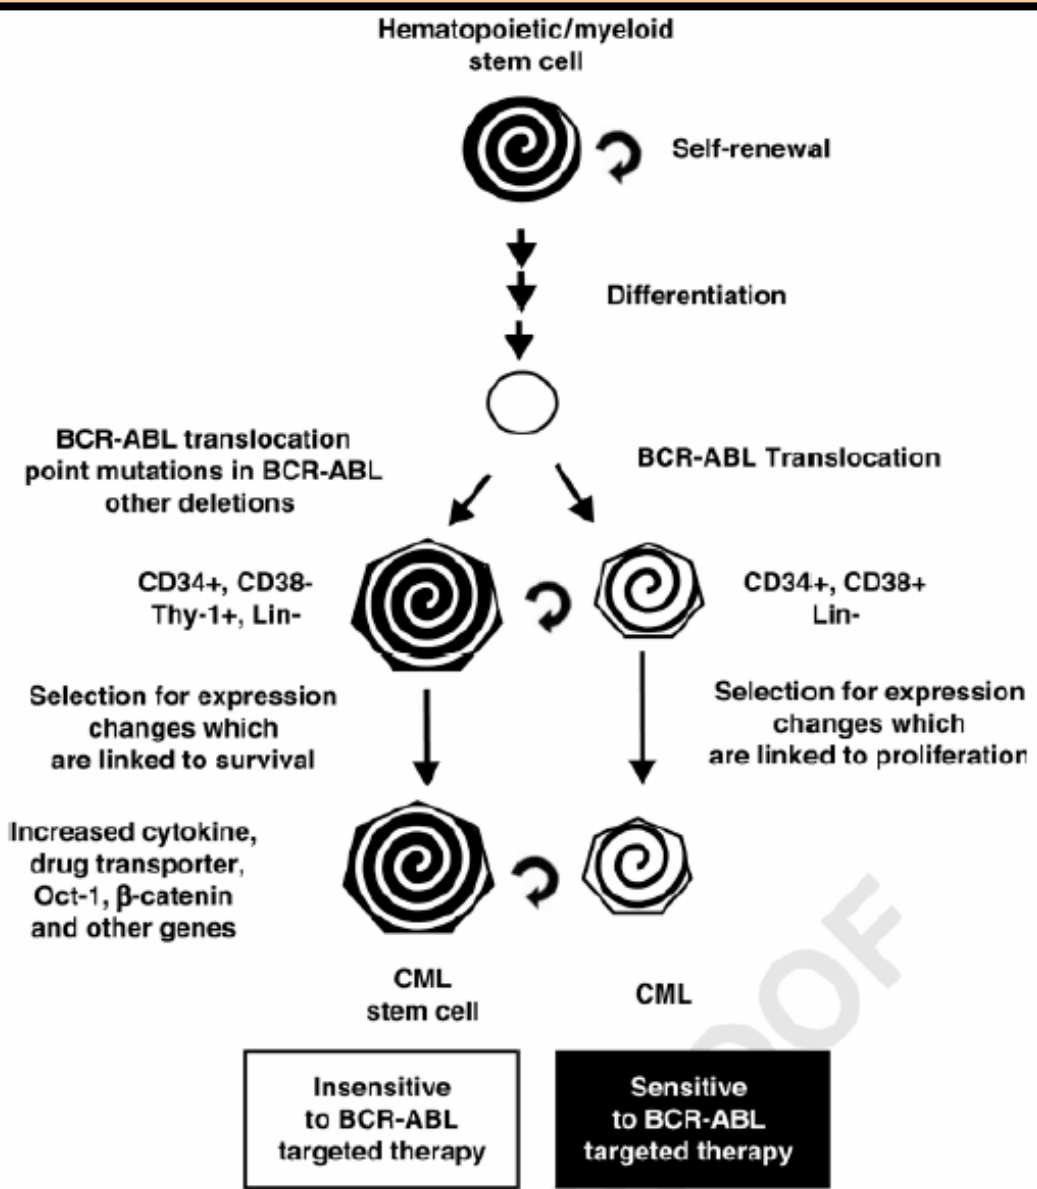 Hematopoietic/myeloid
stem cell
Self-renewal
Differentiation
BCR-ABL translocation
point mutations in BCR-ABL
other deletions
BCR-ABL Translocation
CD34+, CD38-
Thy-1+, Lin-
CD34+, CD38+
Lin-
Selection for expression
changes which
are linked to survival
Selection for expression
changes which
are linked to proliferation
Increased cytokine,
drug transporter,
Oct-1, β-catenin
and other genes
CML
stem cell
CML
Insensitive
to BCR-ABL
targeted therapy
Sensitive
to BCR-ABL
targeted therapy